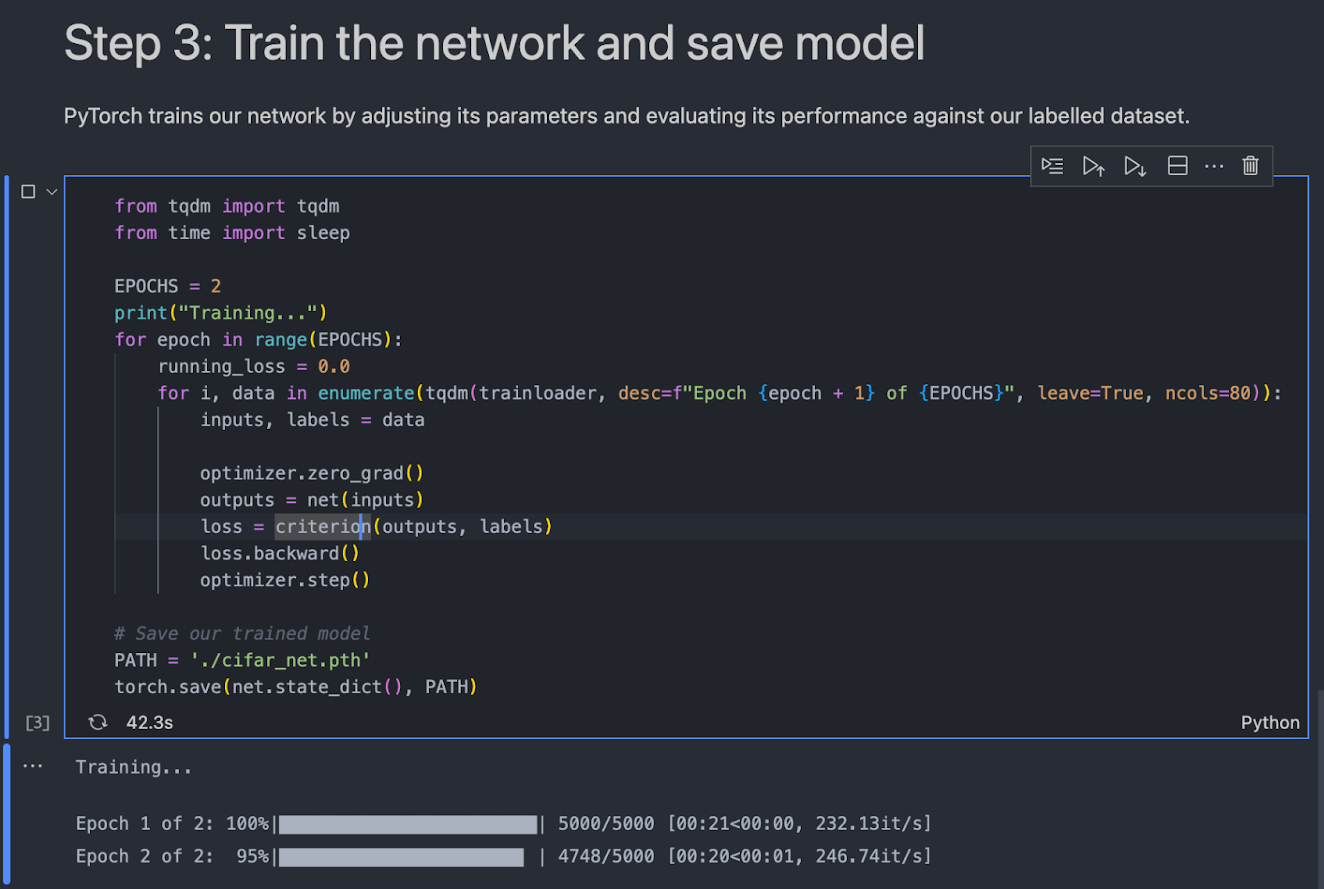 Step 3: Train the network and save model
PyTorch trains our network by adjusting its parameters and evaluating its performance against our labelled dataset.
from tqdm import tqdm
from time import sleep
EPOCHS = 2
print("Training...")
for epoch in range(EPOCHS):
    running_loss = 0.0
    for i, data in enumerate(tqdm(trainloader, desc=f"Epoch {epoch + 1} of {EPOCHS}", leave=True, ncols=80)):
        inputs, labels = data
        optimizer.zero_grad()
        outputs = net(inputs)
        loss = criterion(outputs, labels)
        loss.backward()
        optimizer.step()
# Save our trained model
PATH = './cifar_net.pth'
torch.save(net.state_dict(), PATH)
[3] 42.3s Python
Training...
Epoch 1 of 2: 100%| | 5000/5000 [00:21<00:00, 232.13it/s]
Epoch 2 of 2: 95%| | 4748/5000 [00:20<00:01, 246.74it/s]